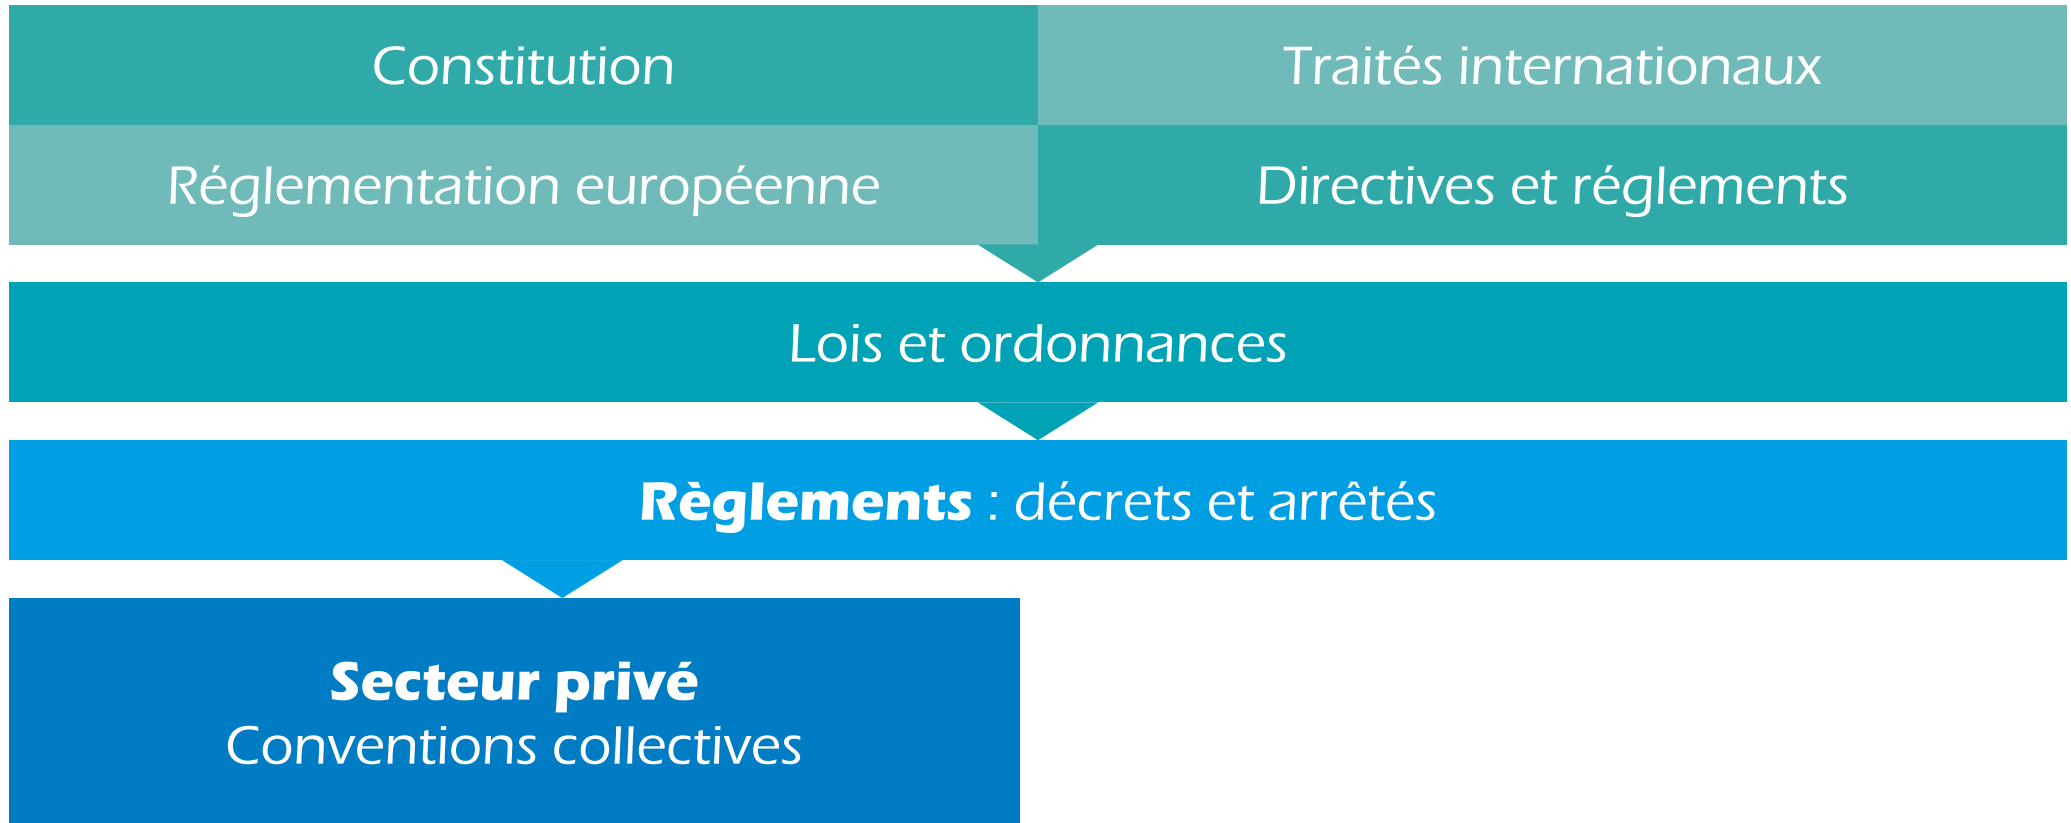 Constitution
Traités internationaux
Réglementation européenne
Directives et réglements
Lois et ordonnances
Règlements : décrets et arrêtés
Secteur privé
Conventions collectives